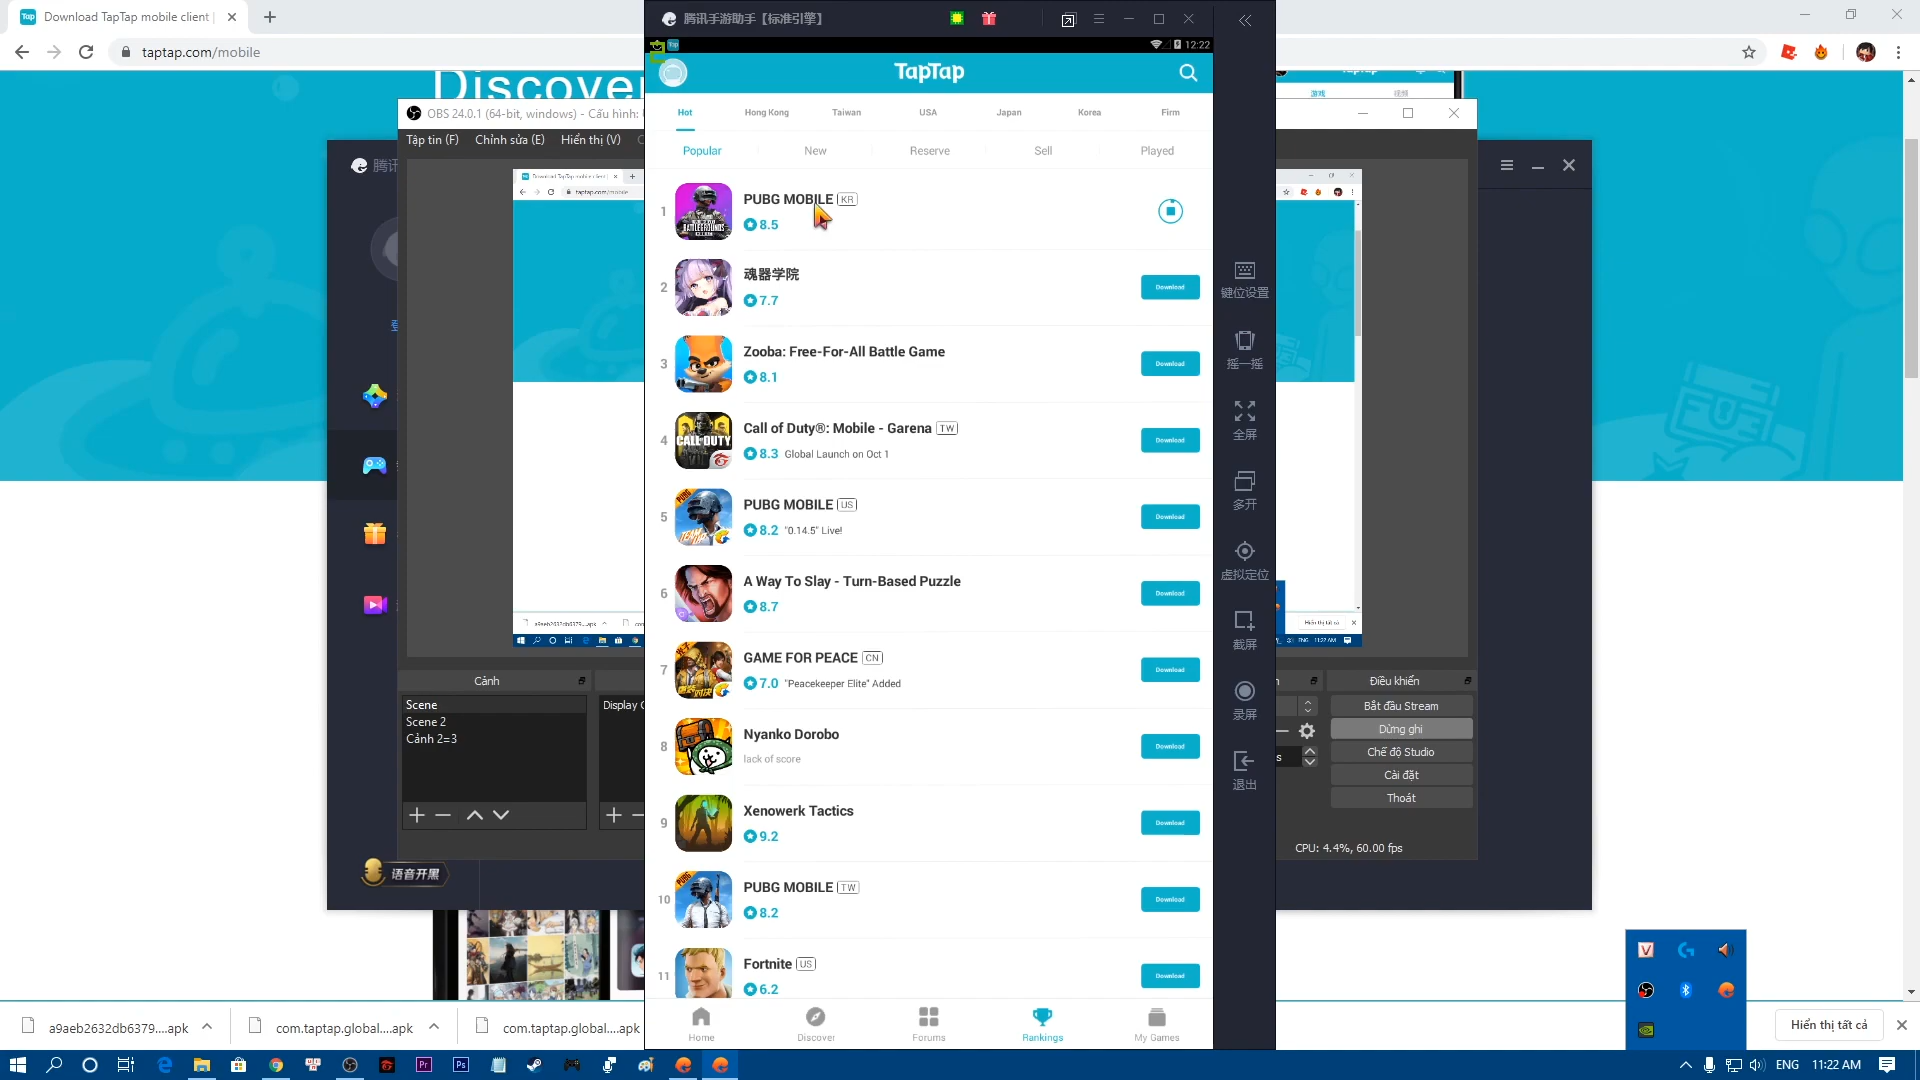 Download TapTap mobile client |
taptap.com/mobile
Discover
OBS 24.0.1 (64-bit, windows) - Cấu hình:
Tập tin (F) Chỉnh sửa (E) Hiển thị (V)
腾讯手游助手【标准引擎】
12:22
TapTap
Hot Hong Kong Taiwan USA Japan Korea Firm
Popular New Reserve Sell Played
1 PUBG MOBILE KR
8.5
2 魂器学院
7.7
Download
3 Zooba: Free-For-All Battle Game
8.1
Download
4 Call of Duty®: Mobile - Garena TW
8.3 Global Launch on Oct 1
Download
5 PUBG MOBILE US
8.2 "0.14.5" Live!
Download
6 A Way To Slay - Turn-Based Puzzle
8.7
Download
7 GAME FOR PEACE CN
7.0 "Peacekeeper Elite" Added
Download
8 Nyanko Dorobo
lack of score
Download
9 Xenowerk Tactics
9.2
Download
10 PUBG MOBILE TW
8.2
Download
11 Fortnite US
6.2
Download
Home Discover Forums Rankings My Games
键位设置
摇一摇
全屏
多开
虚拟定位
截屏
录屏
退出
Cảnh
Scene
Scene 2
Cảnh 2=3
Display
Điều khiển
Bắt đầu Stream
Dừng ghi
Chế độ Studio
Cài đặt
Thoát
CPU: 4.4%, 60.00 fps
语音开黑
a9aeb2632db6379....apk
com.taptap.global....apk
com.taptap.global....apk
Hiển thị tất cả
ENG 11:22 AM